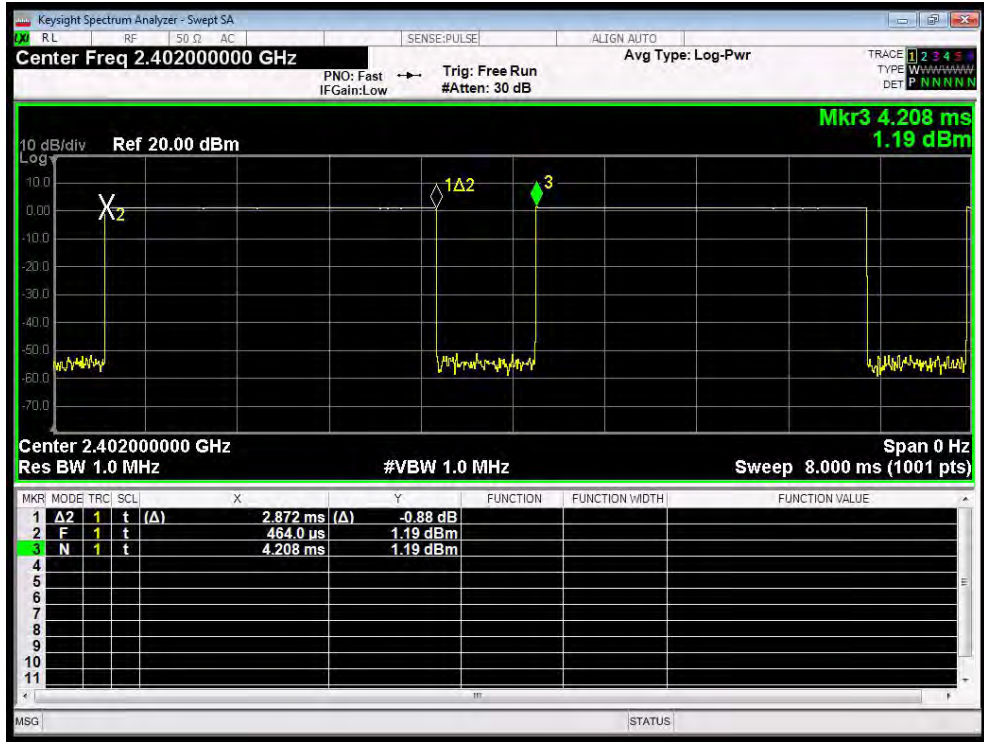 Keysight Spectrum Analyzer - Swept SA
LXI RL RF 50 Ω AC SENSE:PULSE ALIGN AUTO
Center Freq 2.402000000 GHz Avg Type: Log-Pwr TRACE 1 2 3 4 5 6
PNO: Fast Trig: Free Run TYPE WWWWWW
IFGain:Low #Atten: 30 dB DET P N N N N N
Mkr3 4.208 ms
10 dB/div Ref 20.00 dBm 1.19 dBm
Log
10.0
1Δ2 3
0.00
X2
-10.0
-20.0
-30.0
-40.0
-50.0
-60.0
-70.0
Center 2.402000000 GHz Span 0 Hz
Res BW 1.0 MHz #VBW 1.0 MHz Sweep 8.000 ms (1001 pts)
MKR MODE TRC SCL X Y FUNCTION FUNCTION WIDTH FUNCTION VALUE
1 Δ2 1 t (Δ) 2.872 ms (Δ) -0.88 dB
2 F 1 t 464.0 µs 1.19 dBm
3 N 1 t 4.208 ms 1.19 dBm
4
5
6
7
8
9
10
11
MSG STATUS